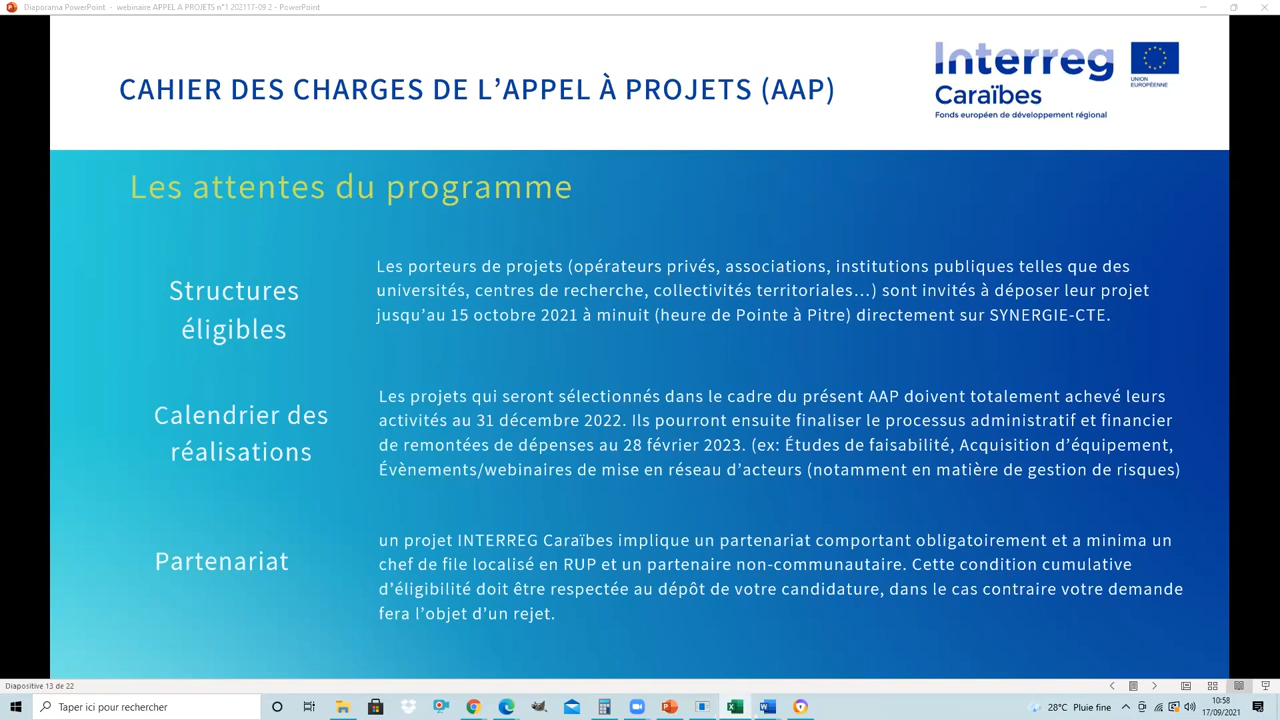 Diaporama PowerPoint - webinaire APPEL A PROJETS n°1 202117-09 2 - PowerPoint
CAHIER DES CHARGES DE L'APPEL À PROJETS (AAP)
Interreg
Caraïbes
Fonds européen de développement régional
UNION
EUROPÉENNE
Les attentes du programme
Structures
éligibles
Les porteurs de projets (opérateurs privés, associations, institutions publiques telles que des
universités, centres de recherche, collectivités territoriales…) sont invités à déposer leur projet
jusqu'au 15 octobre 2021 à minuit (heure de Pointe à Pitre) directement sur SYNERGIE-CTE.
Calendrier des
réalisations
Les projets qui seront sélectionnés dans le cadre du présent AAP doivent totalement achevé leurs
activités au 31 décembre 2022. Ils pourront ensuite finaliser le processus administratif et financier
de remontées de dépenses au 28 février 2023. (ex: Études de faisabilité, Acquisition d'équipement,
Évènements/webinaires de mise en réseau d'acteurs (notamment en matière de gestion de risques)
Partenariat
un projet INTERREG Caraïbes implique un partenariat comportant obligatoirement et a minima un
chef de file localisé en RUP et un partenaire non-communautaire. Cette condition cumulative
d'éligibilité doit être respectée au dépôt de votre candidature, dans le cas contraire votre demande
fera l'objet d'un rejet.
Diapositive 13 de 22
Taper ici pour rechercher
28°C Pluie fine
10:58
17/09/2021